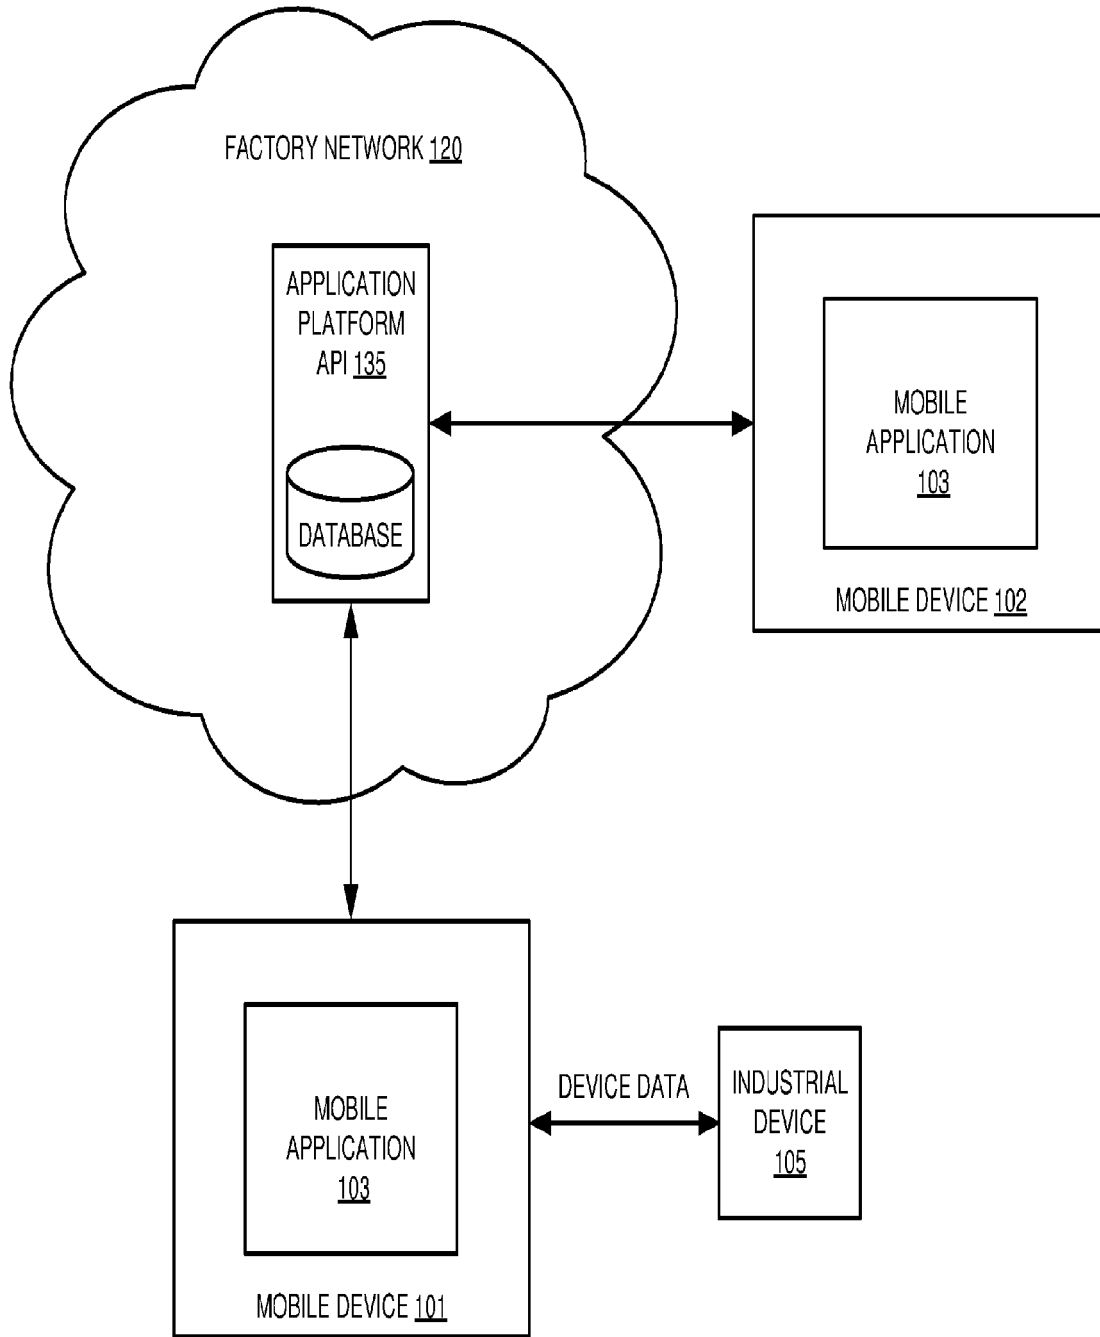 FACTORY NETWORK 120
APPLICATION
PLATFORM
API 135
DATABASE
MOBILE
APPLICATION
103
MOBILE DEVICE 102
MOBILE
APPLICATION
103
MOBILE DEVICE 101
DEVICE DATA
INDUSTRIAL
DEVICE
105